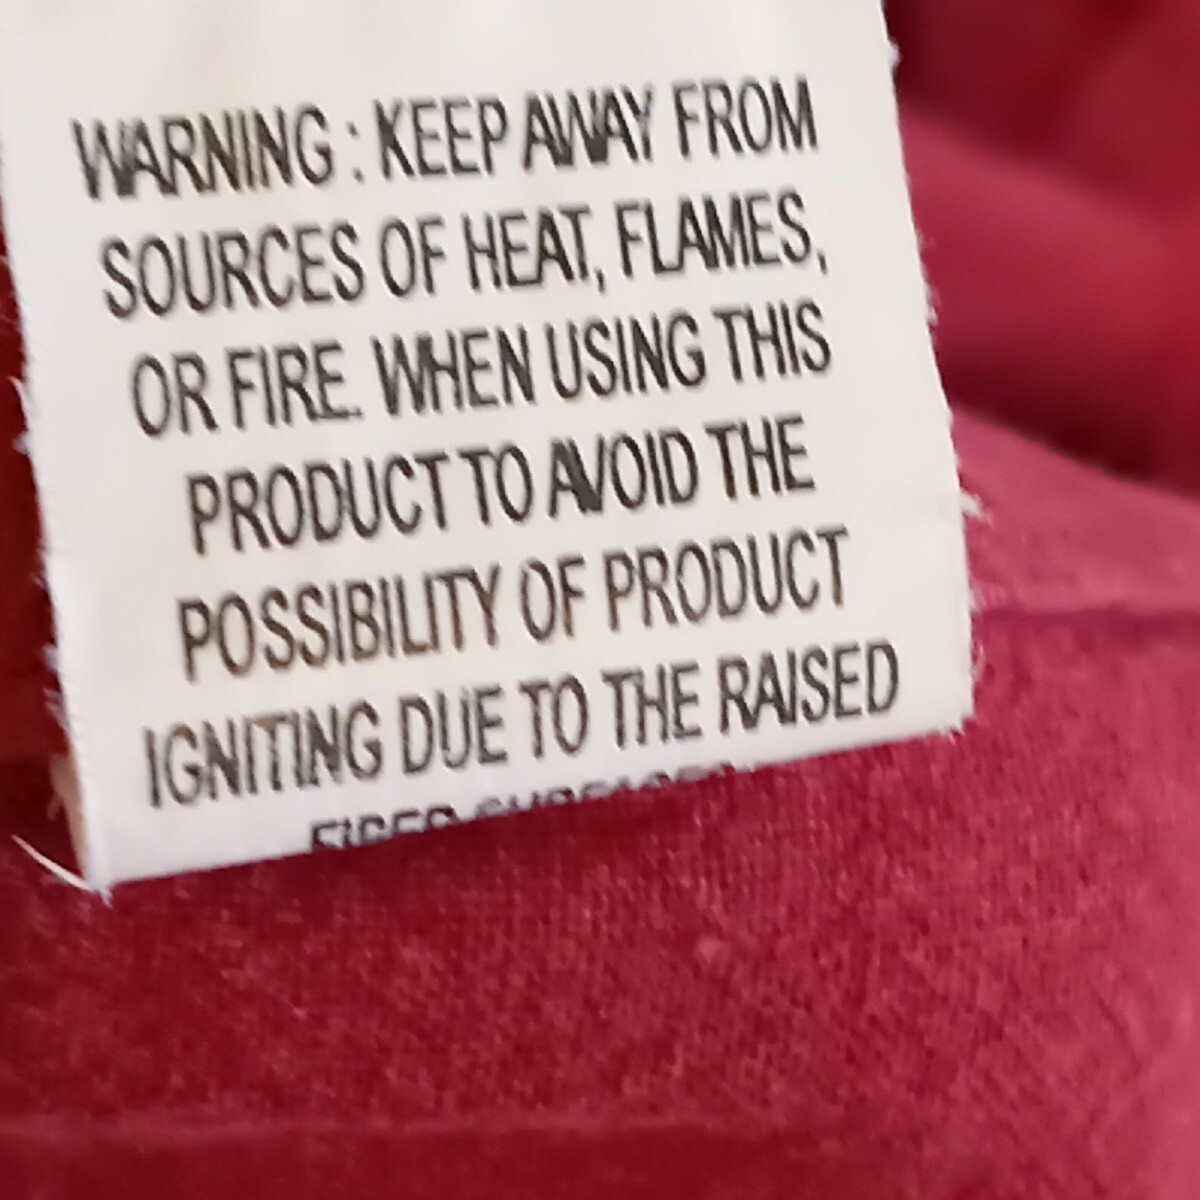 WARNING : KEEP AWAY FROM
SOURCES OF HEAT, FLAMES,
OR FIRE. WHEN USING THIS
PRODUCT TO AVOID THE
POSSIBILITY OF PRODUCT
IGNITING DUE TO THE RAISED